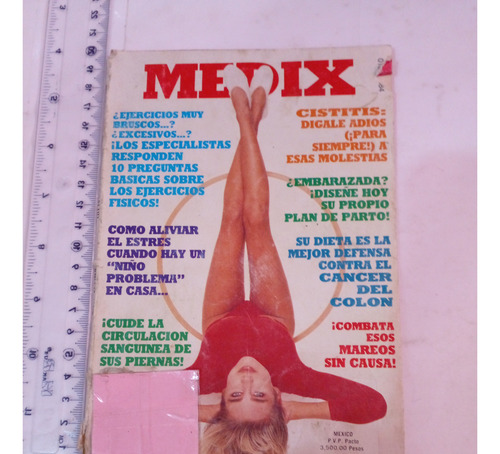 MEDIX
¿EJERCICIOS MUY
BRUSCOS...?
¿EXCESIVOS...?
¡LOS ESPECIALISTAS
RESPONDEN
10 PREGUNTAS
BASICAS SOBRE
LOS EJERCICIOS
FISICOS!
COMO ALIVIAR
EL ESTRES
CUANDO HAY UN
"NIÑO
PROBLEMA"
EN CASA...
¡CUIDE LA
CIRCULACION
SANGUINEA DE
SUS PIERNAS!
CISTITIS:
DIGALE ADIOS
(¡PARA
SIEMPRE!) A
ESAS MOLESTIAS
¿EMBARAZADA?
¡DISEÑE HOY
SU PROPIO
PLAN DE PARTO!
SU DIETA ES LA
MEJOR DEFENSA
CONTRA EL
CANCER
DEL
COLON
¡COMBATA
ESOS
MAREOS
SIN CAUSA!
MEXICO
P.V.P. Pacto
3,500.00 Pesos